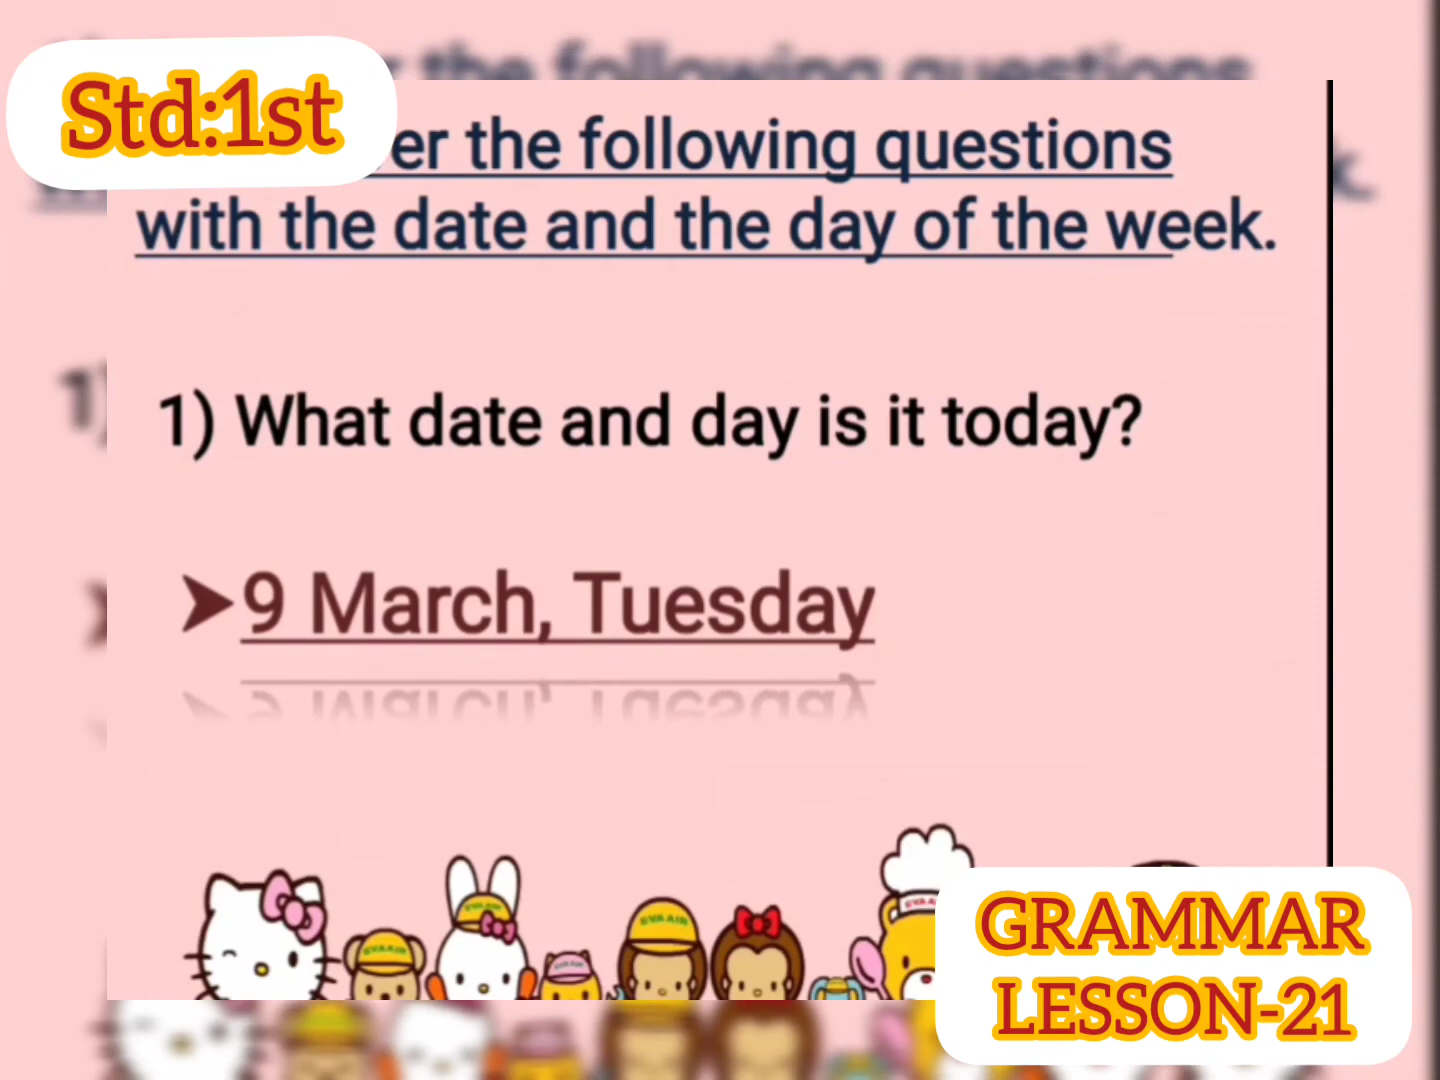 Std:1st
er the following questions
with the date and the day of the week.
1) What date and day is it today?
➤9 March, Tuesday
GRAMMAR
LESSON-21